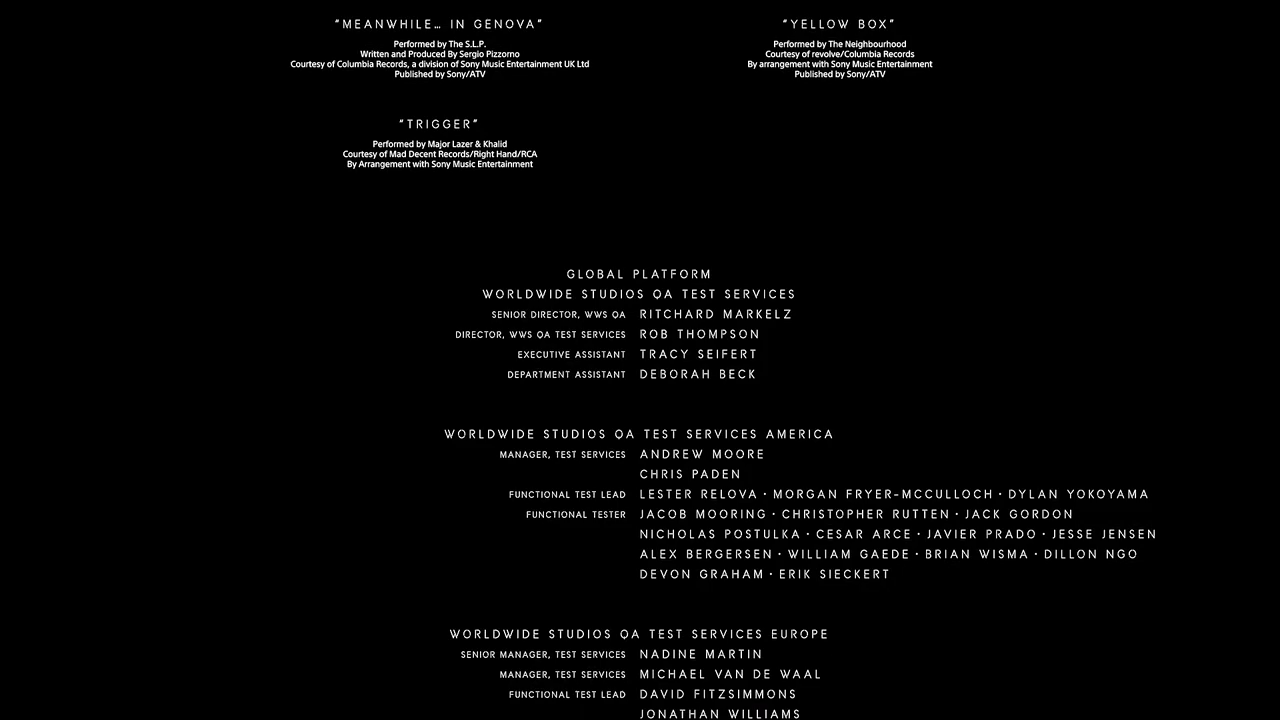 “MEANWHILE… IN GENOVA”
Performed by The S.L.P.
Written and Produced By Sergio Pizzorno
Courtesy of Columbia Records, a division of Sony Music Entertainment UK Ltd
Published by Sony/ATV
“YELLOW BOX”
Performed by The Neighbourhood
Courtesy of revolve/Columbia Records
By arrangement with Sony Music Entertainment
Published by Sony/ATV
“TRIGGER”
Performed by Major Lazer & Khalid
Courtesy of Mad Decent Records/Right Hand/RCA
By Arrangement with Sony Music Entertainment
GLOBAL PLATFORM
WORLDWIDE STUDIOS QA TEST SERVICES
SENIOR DIRECTOR, WWS QA RITCHARD MARKELZ
DIRECTOR, WWS QA TEST SERVICES ROB THOMPSON
EXECUTIVE ASSISTANT TRACY SEIFERT
DEPARTMENT ASSISTANT DEBORAH BECK
WORLDWIDE STUDIOS QA TEST SERVICES AMERICA
MANAGER, TEST SERVICES ANDREW MOORE
CHRIS PADEN
FUNCTIONAL TEST LEAD LESTER RELOVA · MORGAN FRYER-MCCULLOCH · DYLAN YOKOYAMA
FUNCTIONAL TESTER JACOB MOORING · CHRISTOPHER RUTTEN · JACK GORDON
NICHOLAS POSTULKA · CESAR ARCE · JAVIER PRADO · JESSE JENSEN
ALEX BERGERSEN · WILLIAM GAEDE · BRIAN WISMA · DILLON NGO
DEVON GRAHAM · ERIK SIECKERT
WORLDWIDE STUDIOS QA TEST SERVICES EUROPE
SENIOR MANAGER, TEST SERVICES NADINE MARTIN
MANAGER, TEST SERVICES MICHAEL VAN DE WAAL
FUNCTIONAL TEST LEAD DAVID FITZSIMMONS
JONATHAN WILLIAMS